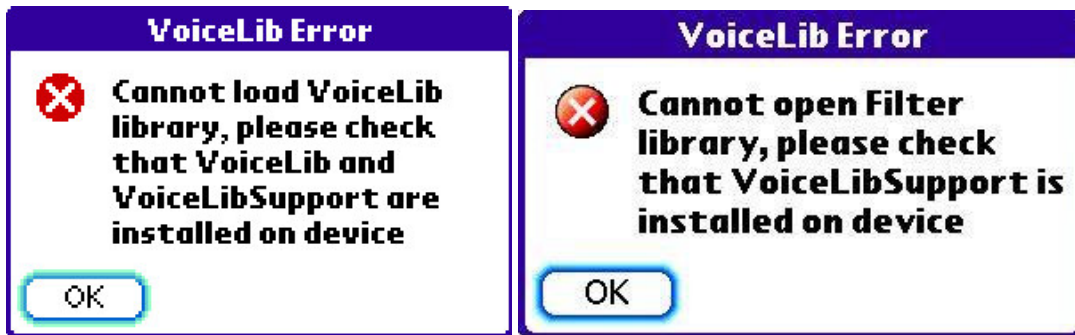 VoiceLib Error
Cannot load VoiceLib
library, please check
that VoiceLib and
VoiceLibSupport are
installed on device
OK
VoiceLib Error
Cannot open Filter
library, please check
that VoiceLibSupport is
installed on device
OK